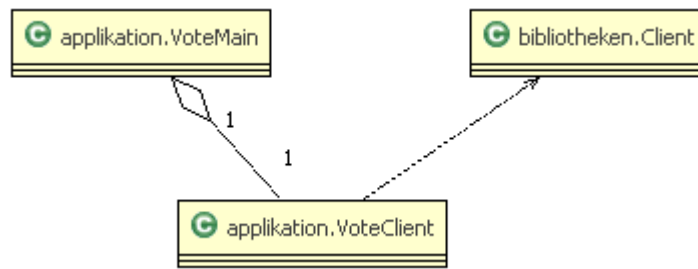 C applikation.VoteMain
C bibliotheken.Client
1
1
C applikation.VoteClient